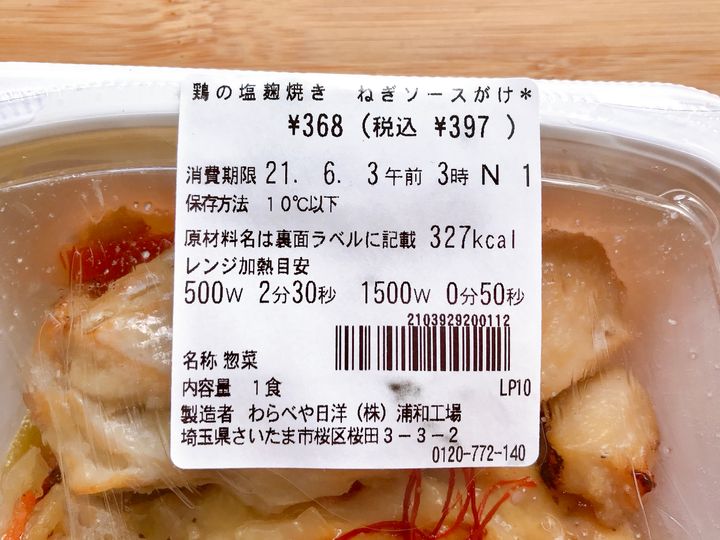 鶏の塩麹焼き ねぎソースがけ*
¥368 (税込 ¥397 )
消費期限 21. 6. 3午前 3時 N 1
保存方法 10℃以下
原材料名は裏面ラベルに記載 327kcal
レンジ加熱目安
500W 2分30秒 1500W 0分50秒
2103929200112
名称 惣菜
内容量 1食 LP10
製造者 わらべや日洋(株)浦和工場
埼玉県さいたま市桜区桜田3-3-2
0120-772-140